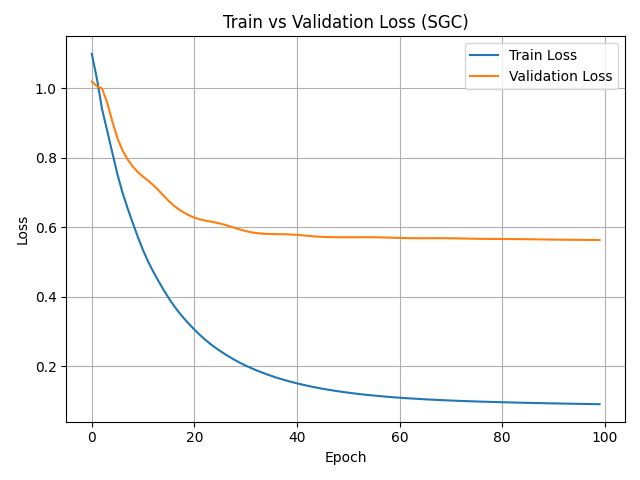 Train vs Validation Loss (SGC)
Train Loss
Validation Loss
1.0
0.8
0.6
0.4
0.2
Loss
0 20 40 60 80 100
Epoch